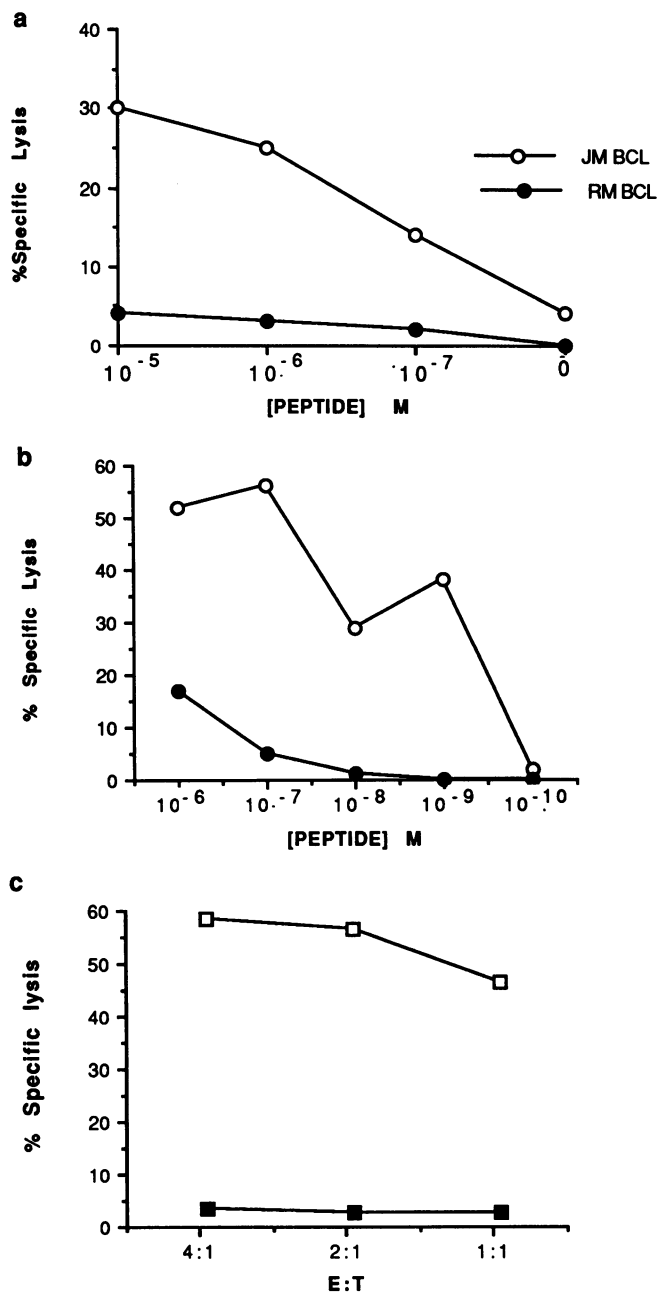 a
40
30
20
10
0
%Specific Lysis
JM BCL
RM BCL
10-5 10-6 10-7 0
[PEPTIDE] M
b
60
50
40
30
20
10
0
% Specific Lysis
10-6 10-7 10-8 10-9 10-10
[PEPTIDE] M
c
60
50
40
30
20
10
0
% Specific lysis
4:1 2:1 1:1
E:T